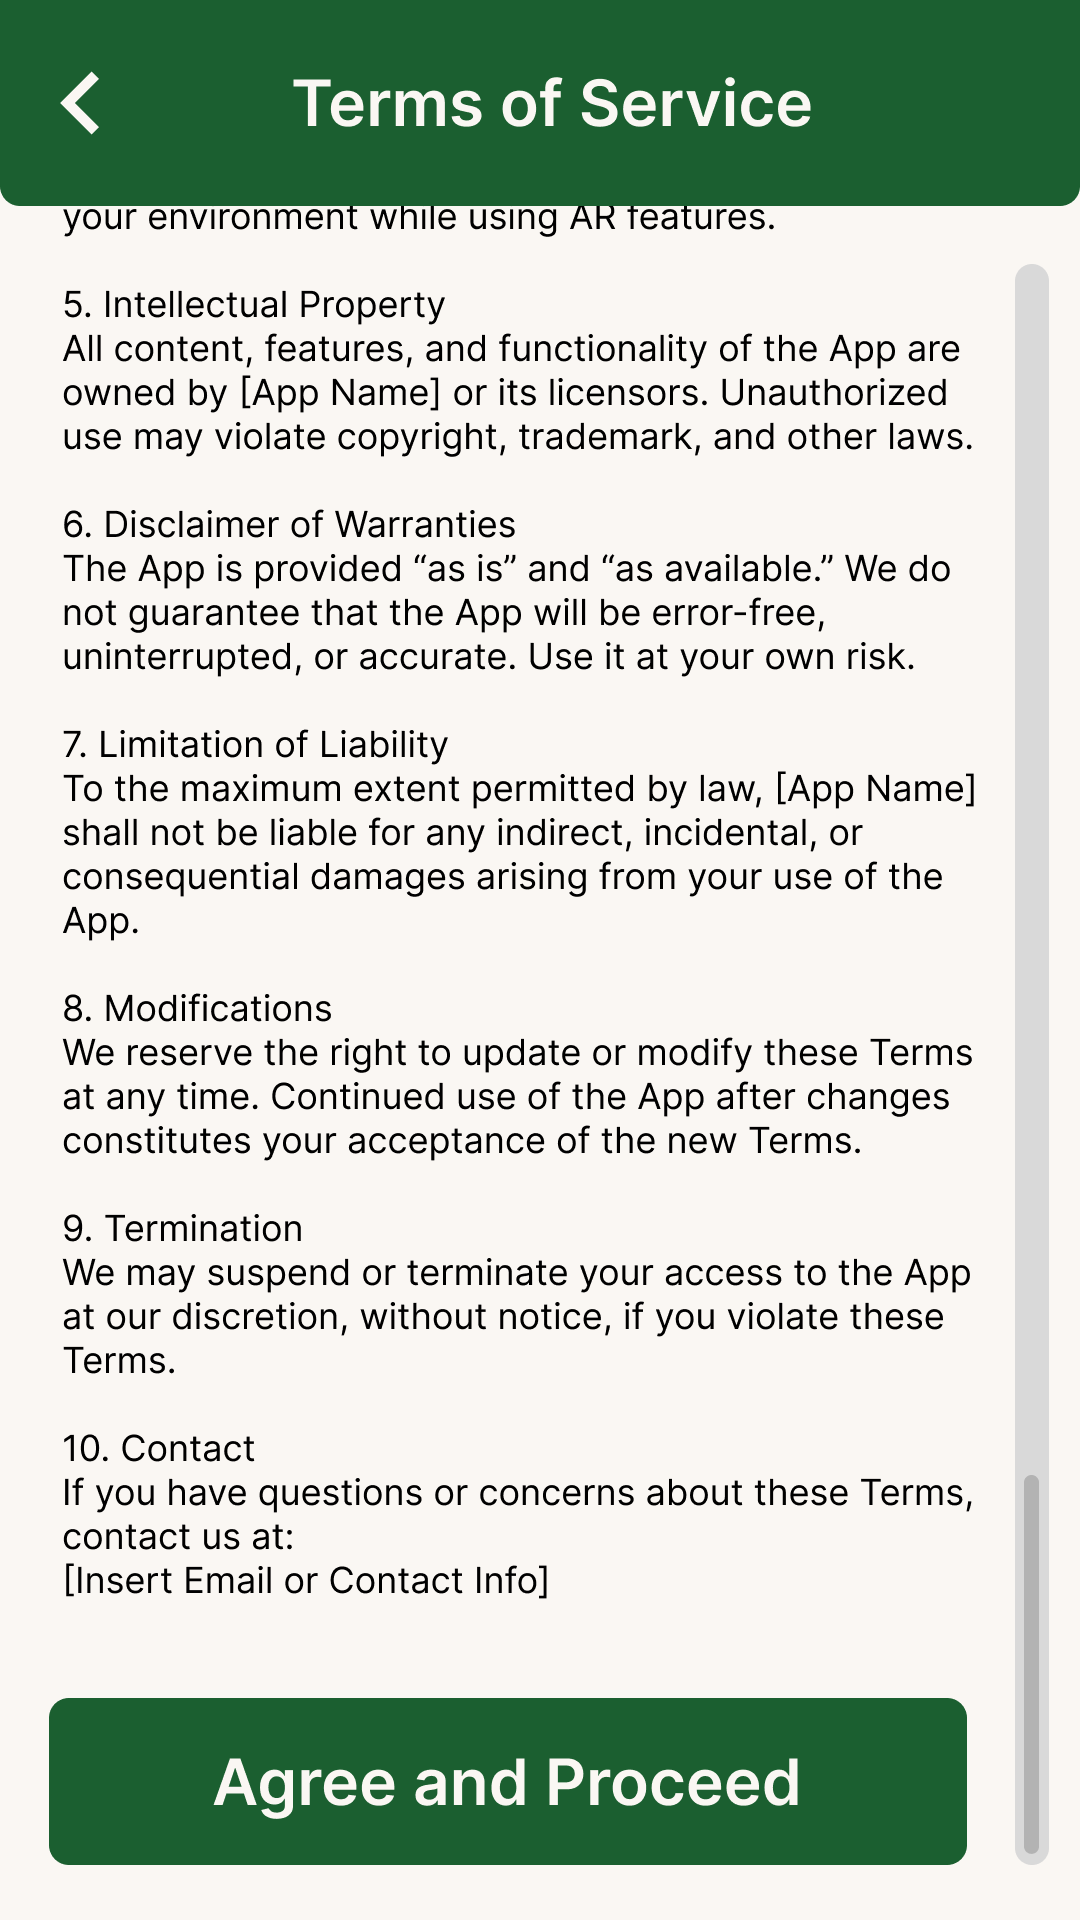 Terms of Service
your environment while using AR features.
5. Intellectual Property
All content, features, and functionality of the App are
owned by [App Name] or its licensors. Unauthorized
use may violate copyright, trademark, and other laws.
6. Disclaimer of Warranties
The App is provided “as is” and “as available.” We do
not guarantee that the App will be error-free,
uninterrupted, or accurate. Use it at your own risk.
7. Limitation of Liability
To the maximum extent permitted by law, [App Name]
shall not be liable for any indirect, incidental, or
consequential damages arising from your use of the
App.
8. Modifications
We reserve the right to update or modify these Terms
at any time. Continued use of the App after changes
constitutes your acceptance of the new Terms.
9. Termination
We may suspend or terminate your access to the App
at our discretion, without notice, if you violate these
Terms.
10. Contact
If you have questions or concerns about these Terms,
contact us at:
[Insert Email or Contact Info]
Agree and Proceed